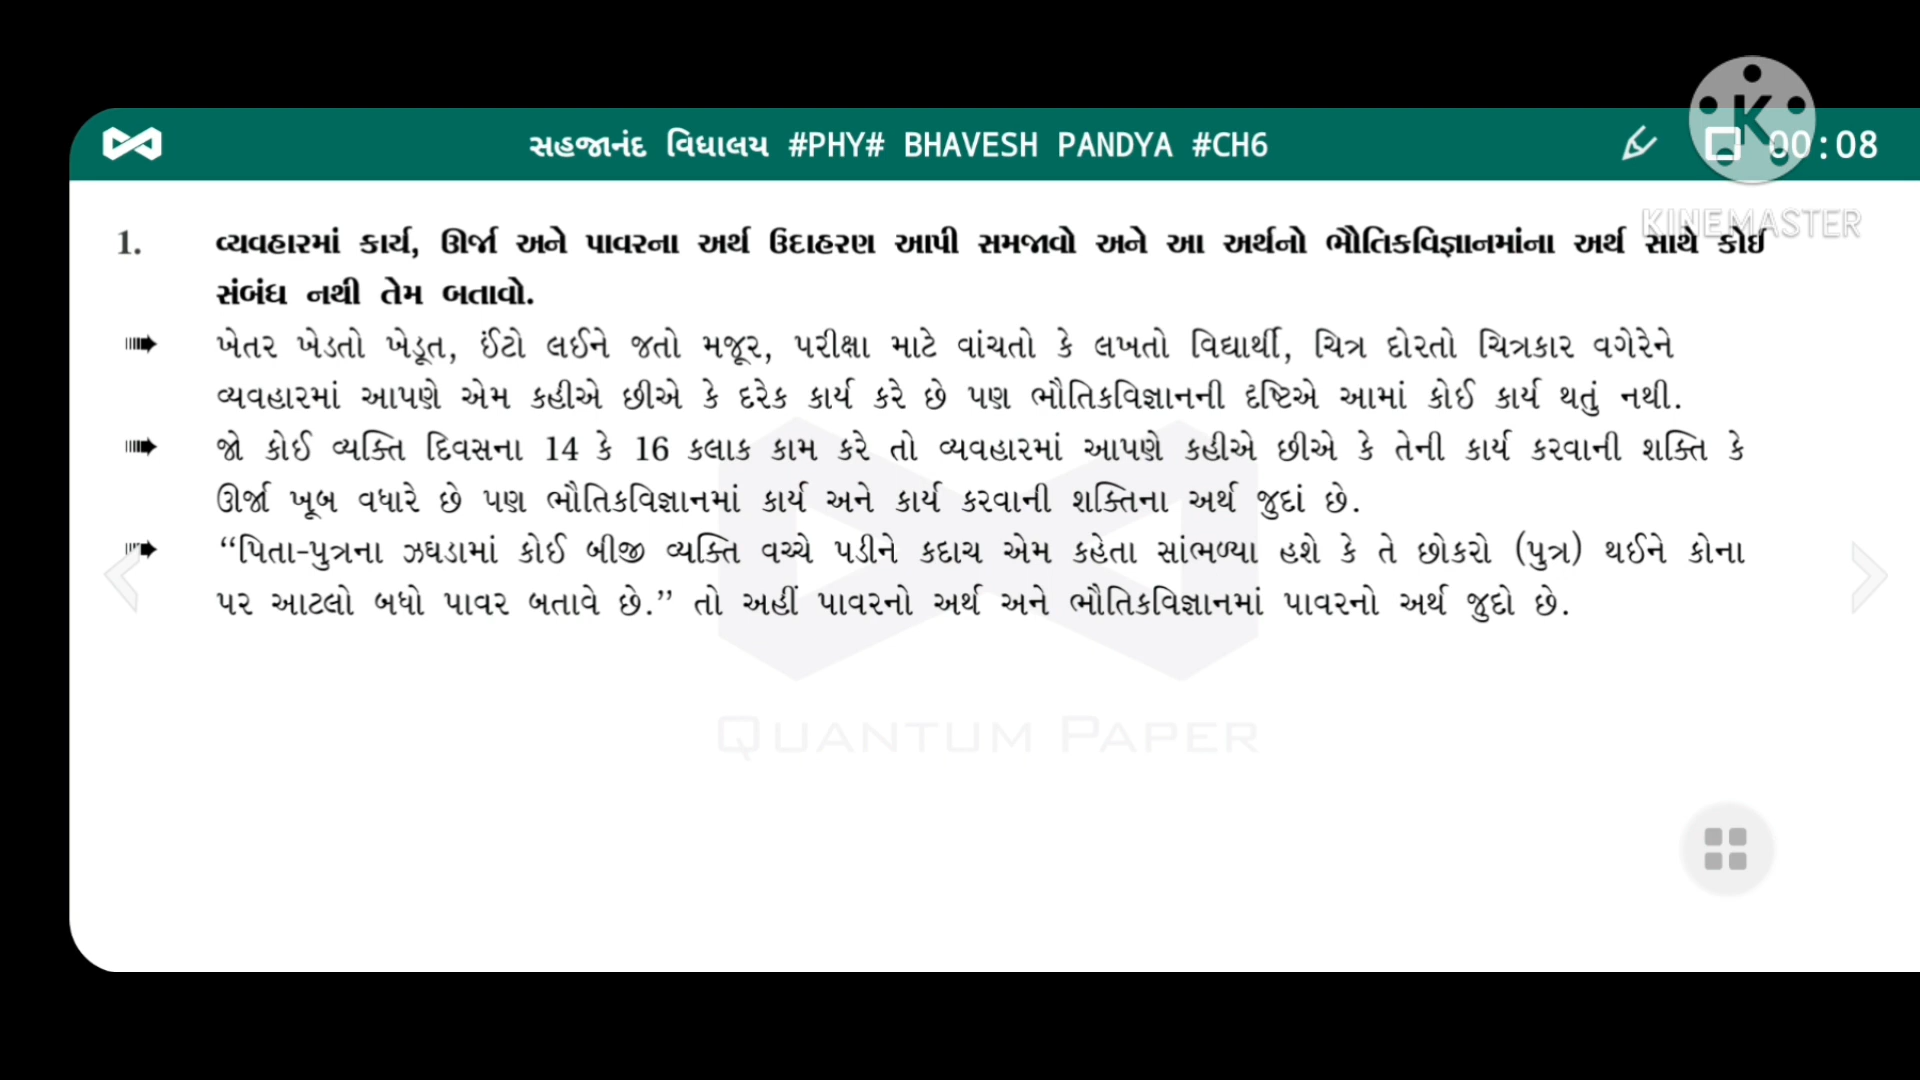 સહજાનંદ વિધાલય #PHY# BHAVESH PANDYA #CH6
00:08
KINEMASTER
1. વ્યવહારમાં કાર્ય, ઊર્જા અને પાવરના અર્થ ઉદાહરણ આપી સમજાવો અને આ અર્થનો ભૌતિકવિજ્ઞાનમાંના અર્થ સાથે કોઈ
સંબંધ નથી તેમ બતાવો.
ખેતર ખેડતો ખેડૂત, ઈંટો લઈને જતો મજૂર, પરીક્ષા માટે વાંચતો કે લખતો વિદ્યાર્થી, ચિત્ર દોરતો ચિત્રકાર વગેરેને
વ્યવહારમાં આપણે એમ કહીએ છીએ કે દરેક કાર્ય કરે છે પણ ભૌતિકવિજ્ઞાનની દૃષ્ટિએ આમાં કોઈ કાર્ય થતું નથી.
જો કોઈ વ્યક્તિ દિવસના 14 કે 16 કલાક કામ કરે તો વ્યવહારમાં આપણે કહીએ છીએ કે તેની કાર્ય કરવાની શક્તિ કે
ઊર્જા ખૂબ વધારે છે પણ ભૌતિકવિજ્ઞાનમાં કાર્ય અને કાર્ય કરવાની શક્તિના અર્થ જુદાં છે.
“પિતા-પુત્રના ઝઘડામાં કોઈ બીજી વ્યક્તિ વચ્ચે પડીને કદાચ એમ કહેતા સાંભળ્યા હશે કે તે છોકરો (પુત્ર) થઈને કોના
પર આટલો બધો પાવર બતાવે છે.” તો અહીં પાવરનો અર્થ અને ભૌતિકવિજ્ઞાનમાં પાવરનો અર્થ જુદો છે.
QUANTUM PAPER